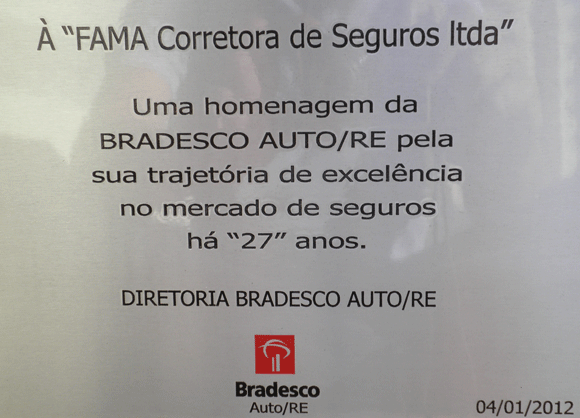 À “FAMA Corretora de Seguros ltda”
Uma homenagem da
BRADESCO AUTO/RE pela
sua trajetória de excelência
no mercado de seguros
há “27” anos.
DIRETORIA BRADESCO AUTO/RE
Bradesco
Auto/RE
04/01/2012